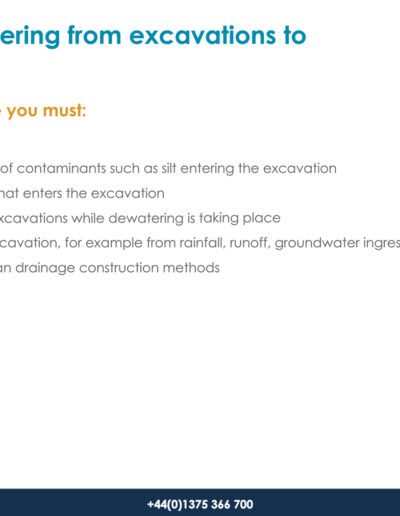 ering from excavations to
you must:
of contaminants such as silt entering the excavation
hat enters the excavation
xcavations while dewatering is taking place
cavation, for example from rainfall, runoff, groundwater ingres
an drainage construction methods
+44(0)1375 366 700